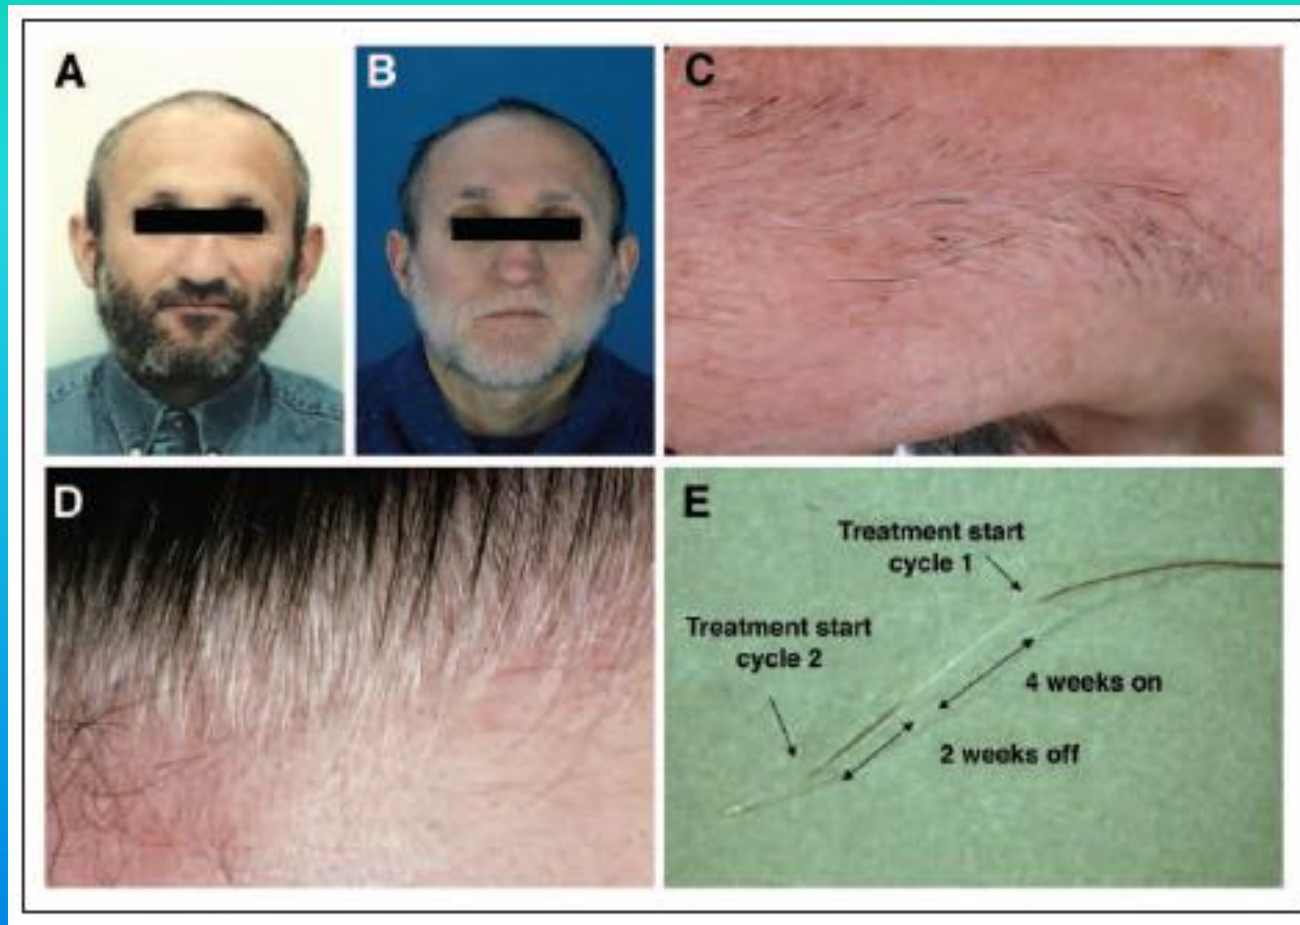 A
B
C
D
E
Treatment start
cycle 1
Treatment start
cycle 2
4 weeks on
2 weeks off